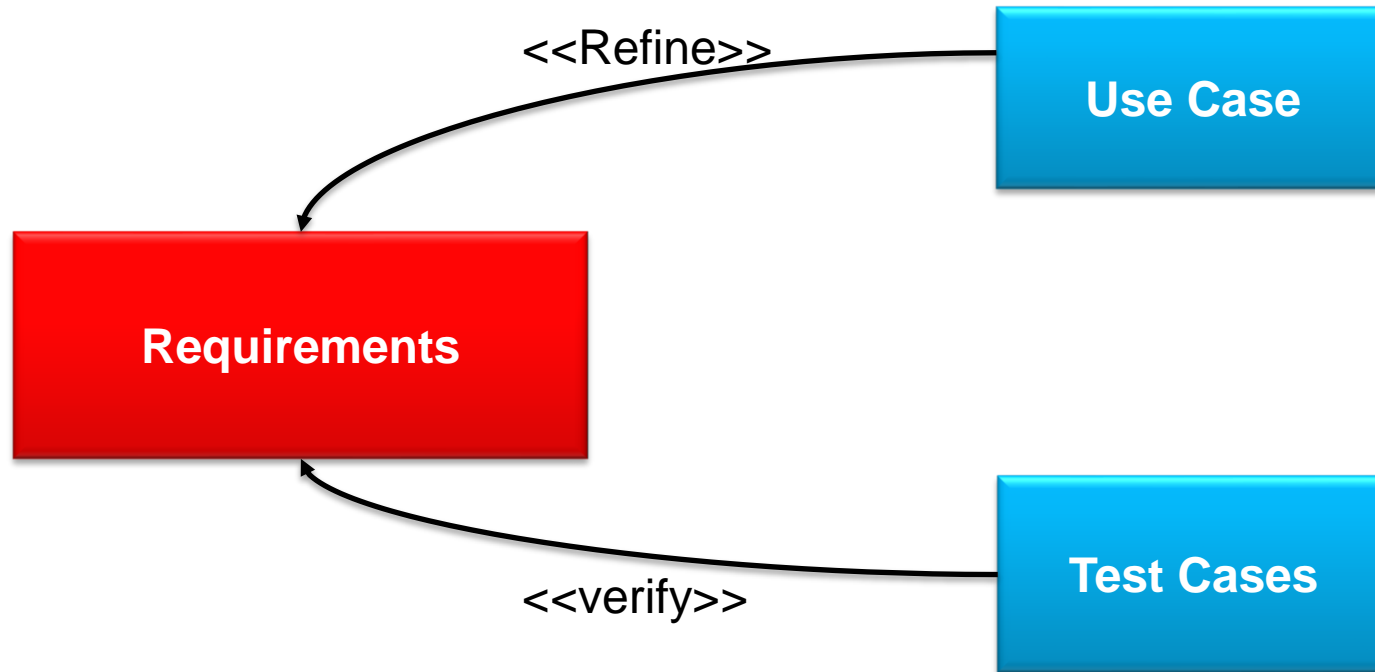 <<Refine>>
Use Case
Requirements
Test Cases
<<verify>>